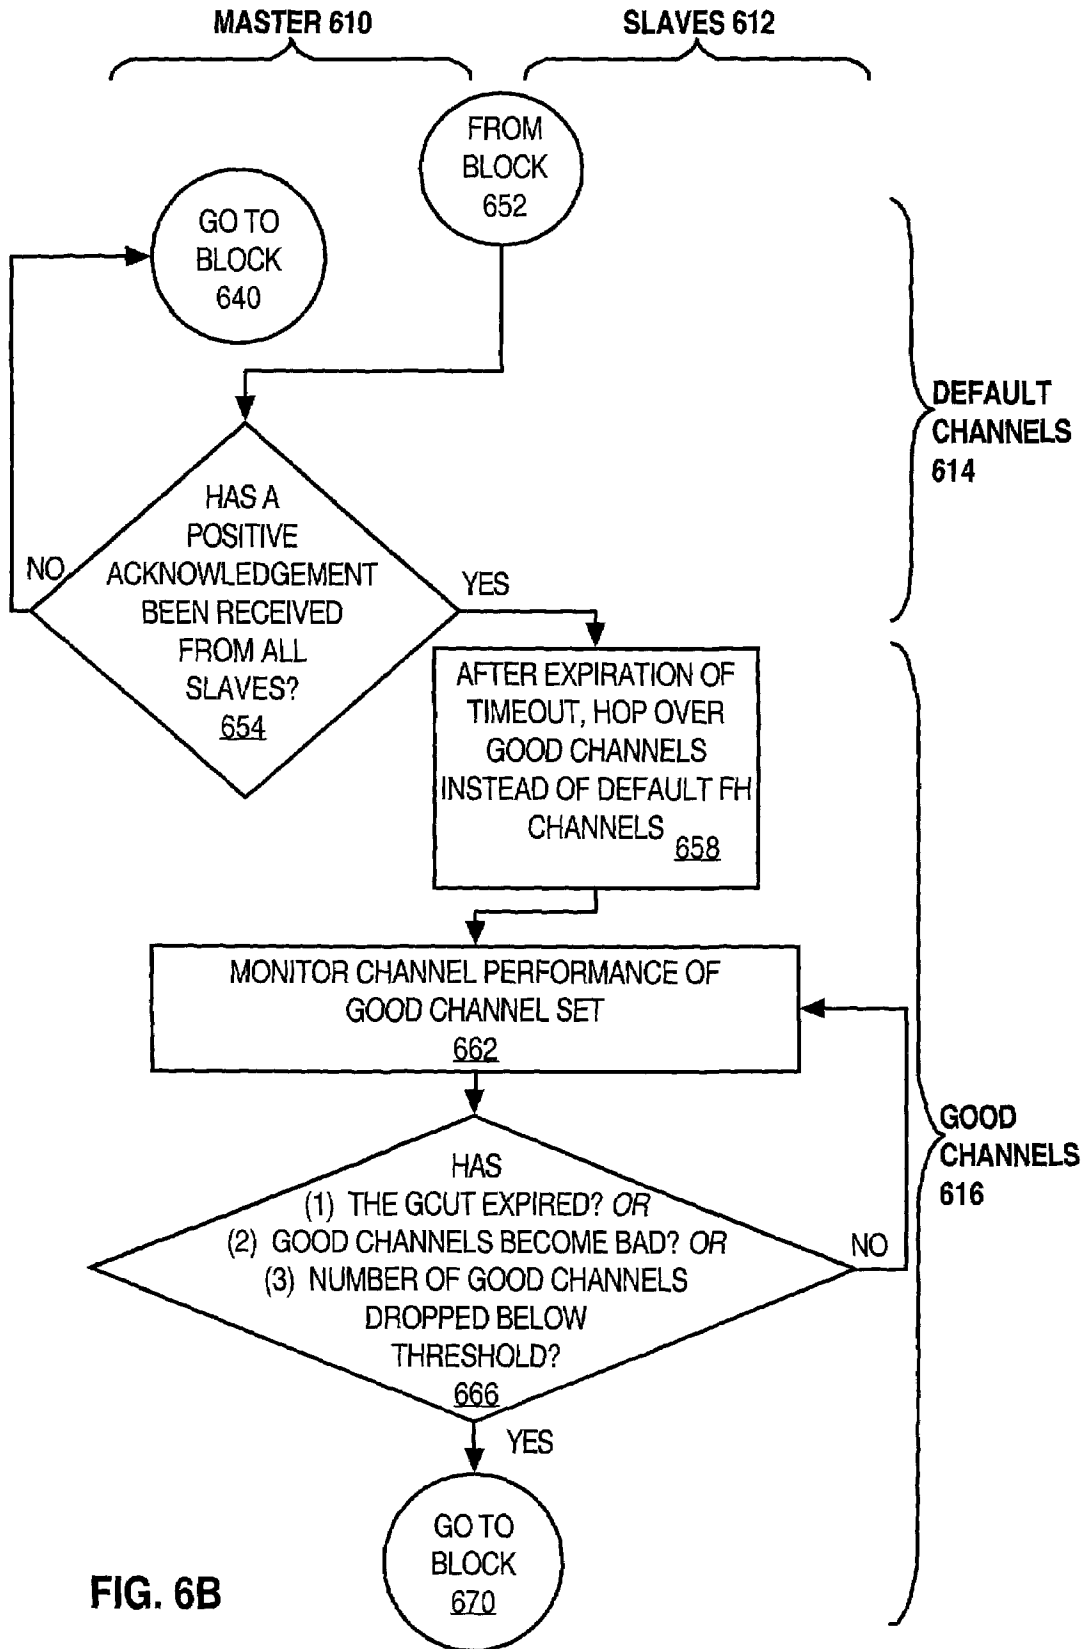 MASTER 610
SLAVES 612
FROM
BLOCK
652
GO TO
BLOCK
640
DEFAULT
CHANNELS
614
HAS A
POSITIVE
ACKNOWLEDGEMENT
BEEN RECEIVED
FROM ALL
SLAVES?
654
NO
YES
AFTER EXPIRATION OF
TIMEOUT, HOP OVER
GOOD CHANNELS
INSTEAD OF DEFAULT FH
CHANNELS
658
MONITOR CHANNEL PERFORMANCE OF
GOOD CHANNEL SET
662
GOOD
CHANNELS
616
HAS
(1) THE GCUT EXPIRED? OR
(2) GOOD CHANNELS BECOME BAD? OR
(3) NUMBER OF GOOD CHANNELS
DROPPED BELOW
THRESHOLD?
666
NO
YES
GO TO
BLOCK
670
FIG. 6B